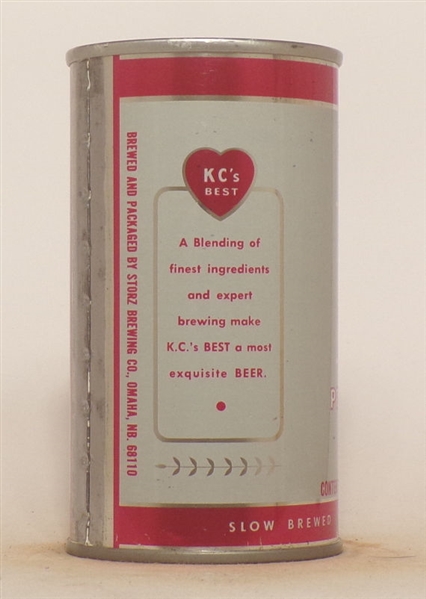 KC's
BEST
A Blending of
finest ingredients
and expert
brewing make
K.C.'s BEST a most
exquisite BEER.
BREWED AND PACKAGED BY STORZ BREWING CO., OMAHA, NB. 68110
SLOW BREWED